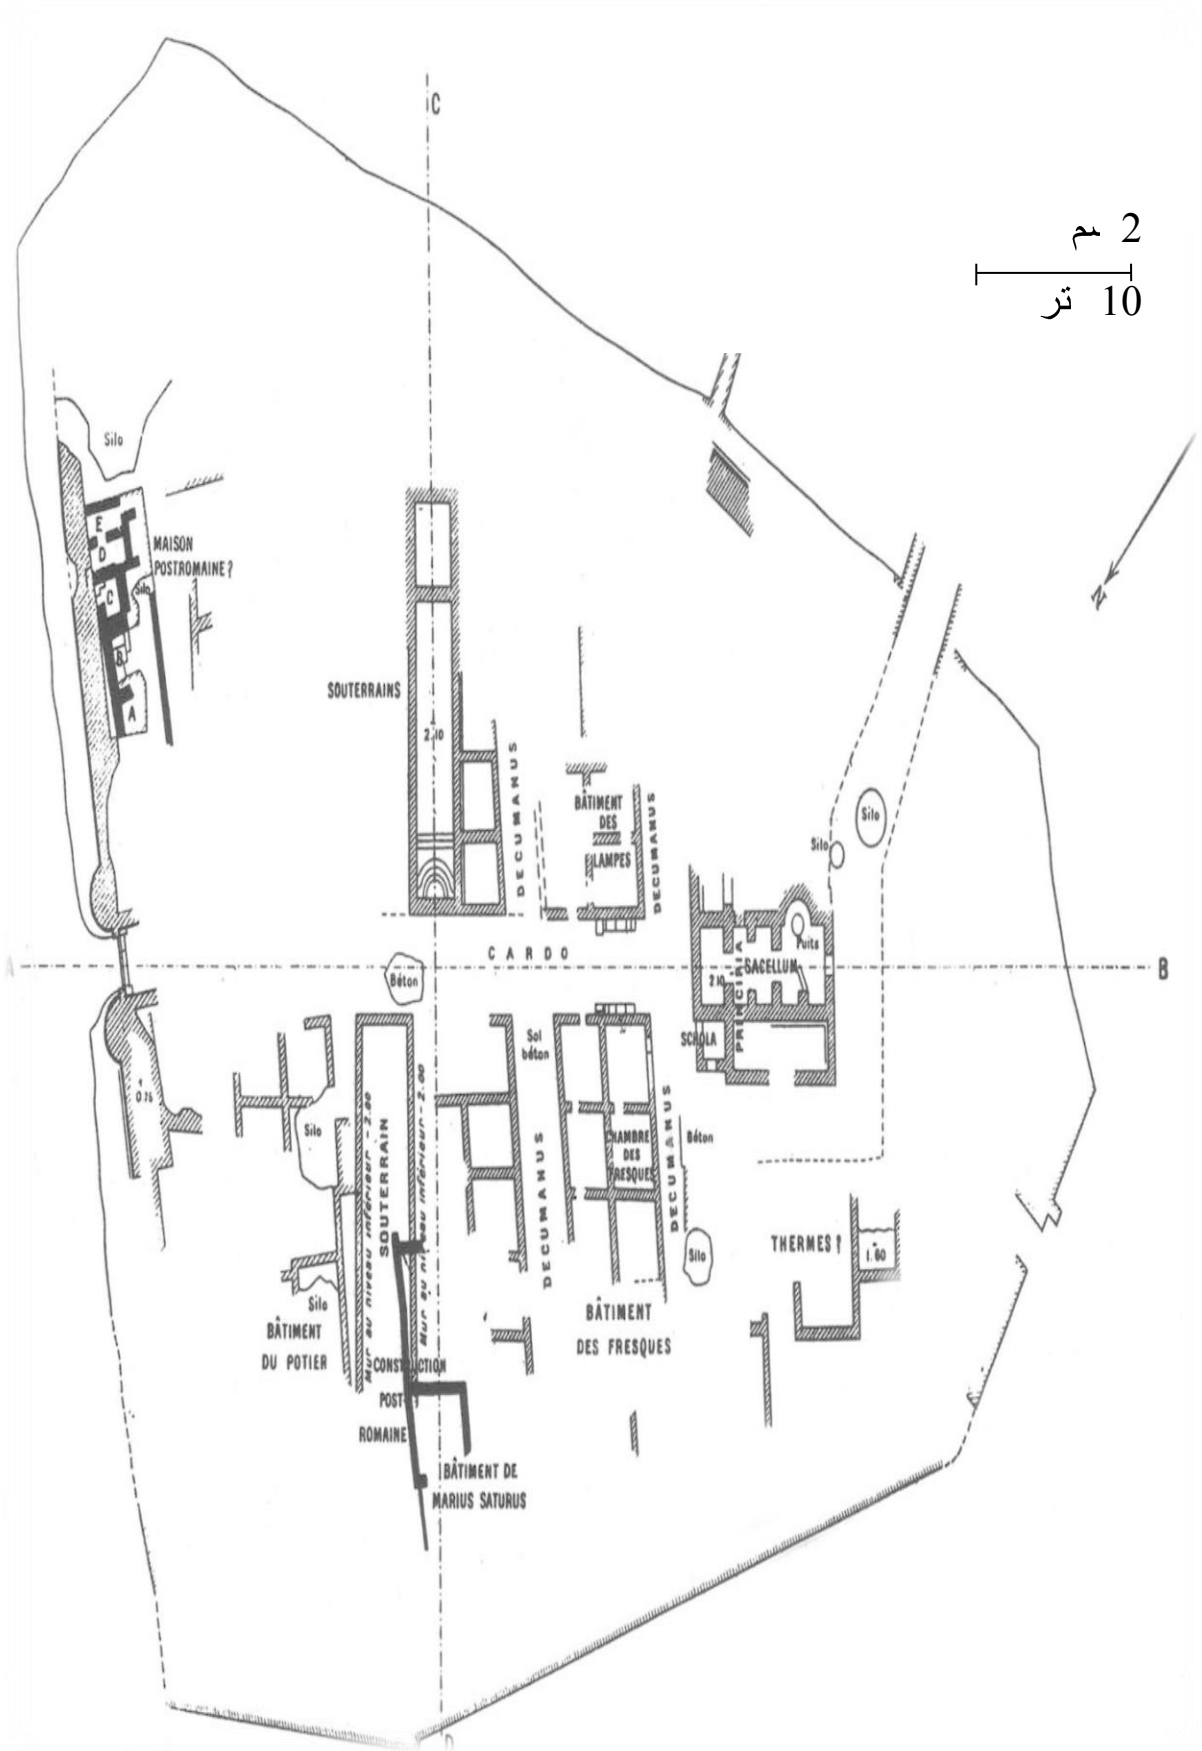 C
2 سم
10 تر
Silo
E
D
C
B
A
MAISON
POSTROMAINE ?
Silo
N
SOUTERRAINS
2.10
DECUMANUS
BÂTIMENT
DES
LAMPES
DECUMANUS
Silo
Silo
CARDO
A
B
Béton
Puits
SACELLUM
2.10
PRINCIPIA
SCHOLA
Sol
béton
0.75
Silo
Mur au niveau inférieur - 2.00
SOUTERRAIN
Mur au niveau inférieur - 2.00
DECUMANUS
CHAMBRE
DES
FRESQUES
DECUMANUS
Béton
Silo
THERMES ?
1.60
Silo
BÂTIMENT
DU POTIER
BÂTIMENT
DES FRESQUES
CONSTRUCTION
POST-
ROMAINE
BÂTIMENT DE
MARIUS SATURUS
D